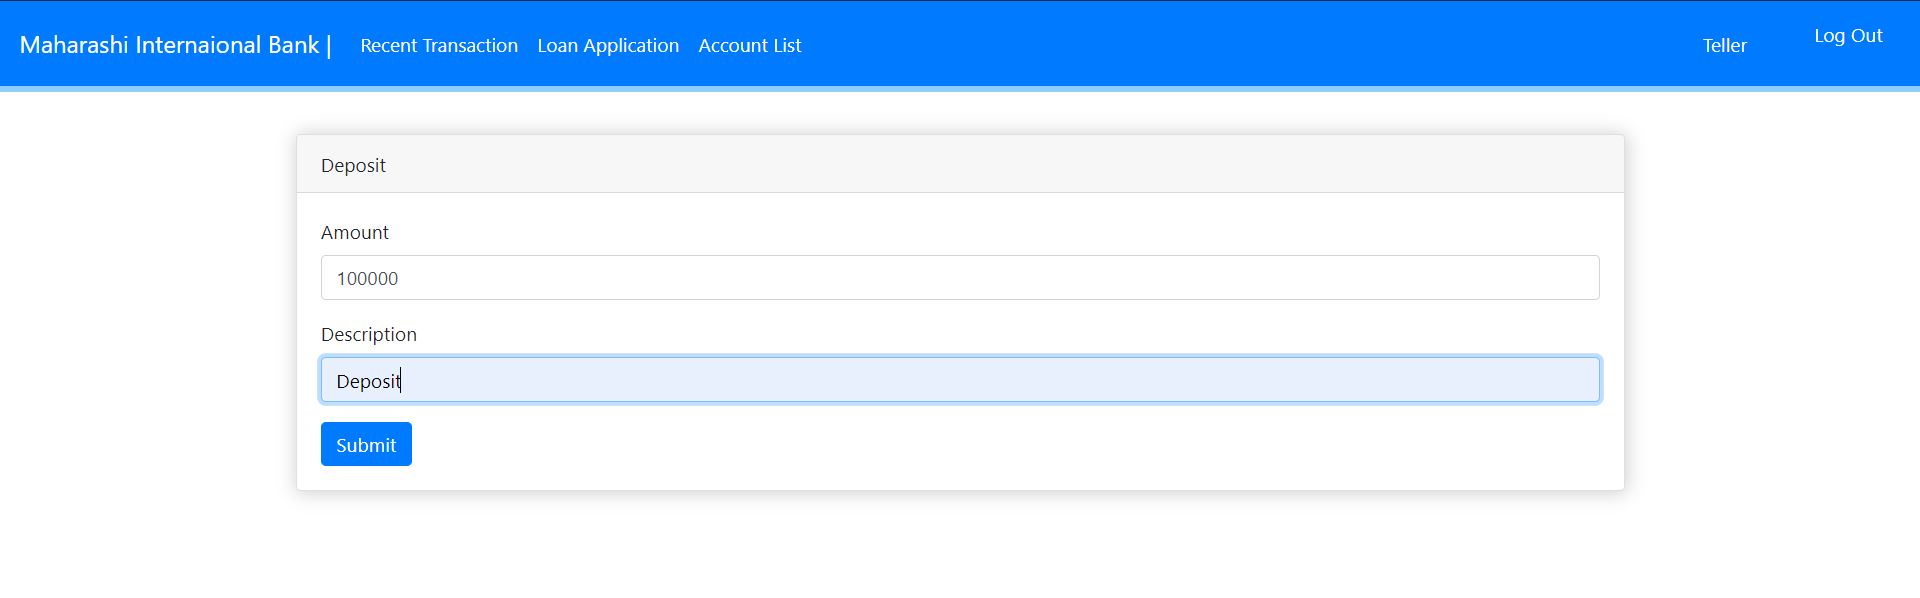 Maharashi Internaional Bank | Recent Transaction Loan Application Account List Teller Log Out
Deposit
Amount
100000
Description
Deposit
Submit